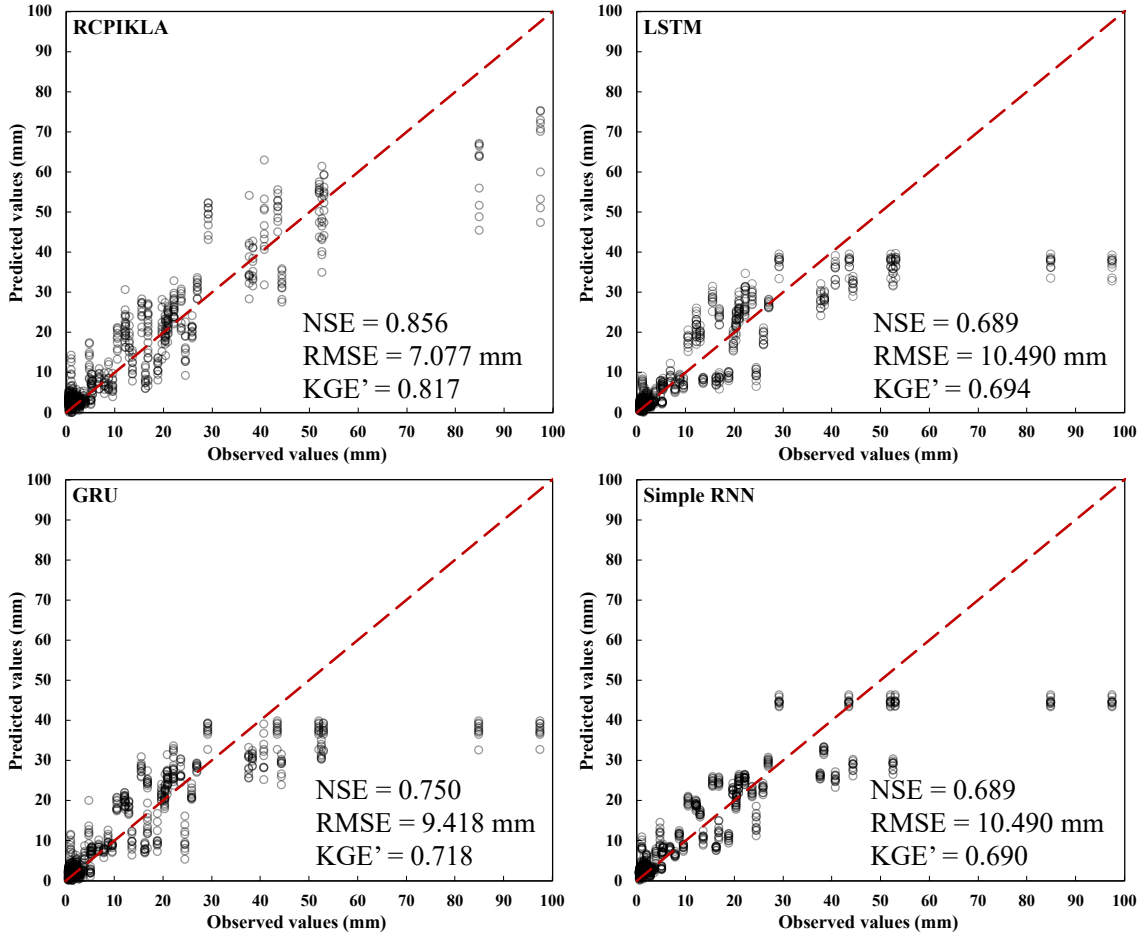 RCPIKLA
Predicted values (mm)
100
90
80
70
60
50
40
30
20
10
0
NSE = 0.856
RMSE = 7.077 mm
KGE’ = 0.817
0 10 20 30 40 50 60 70 80 90 100
Observed values (mm)
LSTM
Predicted values (mm)
100
90
80
70
60
50
40
30
20
10
0
NSE = 0.689
RMSE = 10.490 mm
KGE’ = 0.694
0 10 20 30 40 50 60 70 80 90 100
Observed values (mm)
GRU
Predicted values (mm)
100
90
80
70
60
50
40
30
20
10
0
NSE = 0.750
RMSE = 9.418 mm
KGE’ = 0.718
0 10 20 30 40 50 60 70 80 90 100
Observed values (mm)
Simple RNN
Predicted values (mm)
100
90
80
70
60
50
40
30
20
10
0
NSE = 0.689
RMSE = 10.490 mm
KGE’ = 0.690
0 10 20 30 40 50 60 70 80 90 100
Observed values (mm)